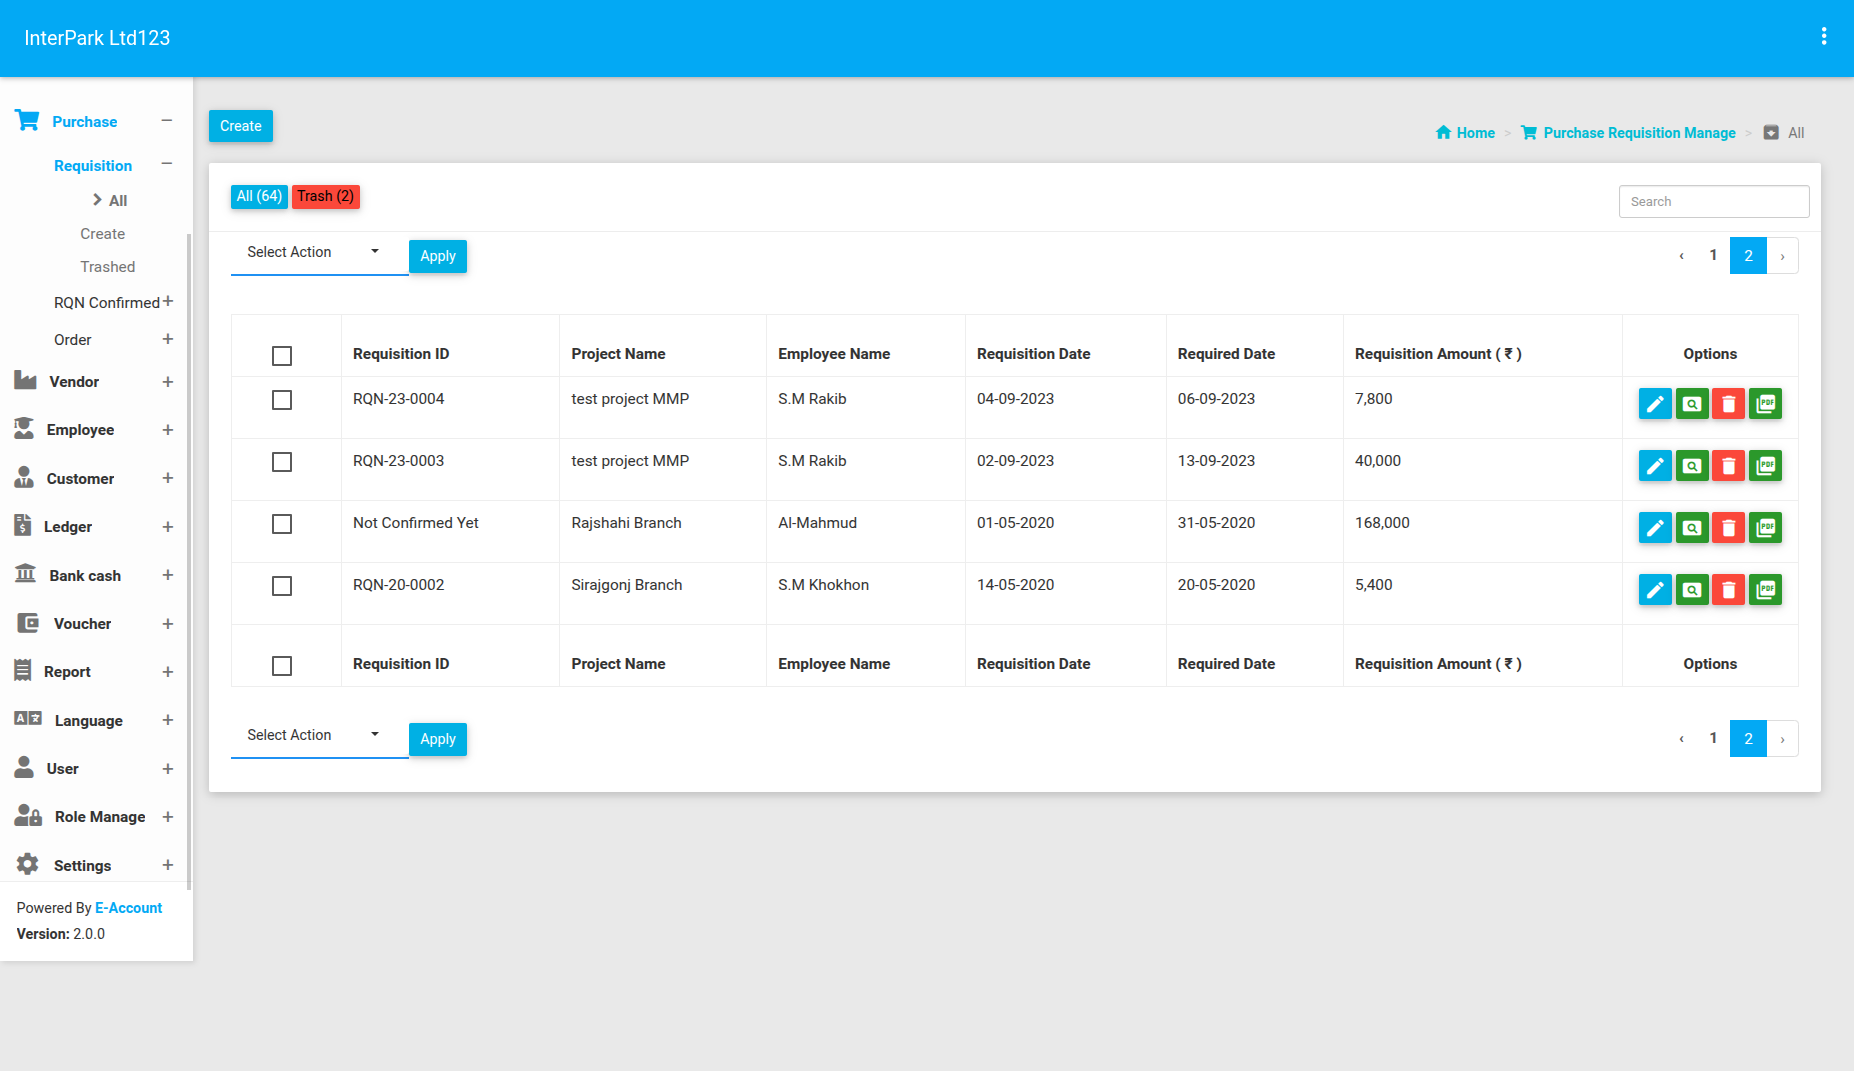 InterPark Ltd123
Purchase
Requisition
All
Create
Trashed
RQN Confirmed
Order
Vendor
Employee
Customer
Ledger
Bank cash
Voucher
Report
Language
User
Role Manage
Settings
Powered By E-Account
Version: 2.0.0
Create
Home > Purchase Requisition Manage > All
All (64) Trash (2)
Search
Select Action Apply
‹ 1 2 ›
Requisition ID Project Name Employee Name Requisition Date Required Date Requisition Amount ( ₹ ) Options
RQN-23-0004 test project MMP S.M Rakib 04-09-2023 06-09-2023 7,800 PDF
RQN-23-0003 test project MMP S.M Rakib 02-09-2023 13-09-2023 40,000 PDF
Not Confirmed Yet Rajshahi Branch Al-Mahmud 01-05-2020 31-05-2020 168,000 PDF
RQN-20-0002 Sirajgonj Branch S.M Khokhon 14-05-2020 20-05-2020 5,400 PDF
Requisition ID Project Name Employee Name Requisition Date Required Date Requisition Amount ( ₹ ) Options
Select Action Apply
‹ 1 2 ›